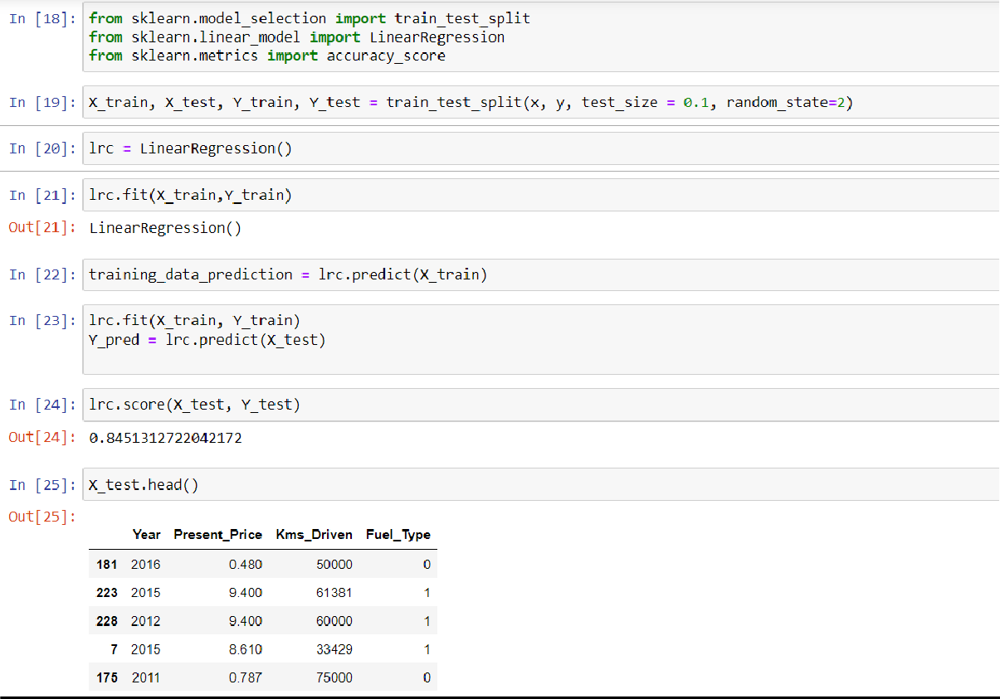 In [18]: from sklearn.model_selection import train_test_split
from sklearn.linear_model import LinearRegression
from sklearn.metrics import accuracy_score
In [19]: X_train, X_test, Y_train, Y_test = train_test_split(x, y, test_size = 0.1, random_state=2)
In [20]: lrc = LinearRegression()
In [21]: lrc.fit(X_train,Y_train)
Out[21]: LinearRegression()
In [22]: training_data_prediction = lrc.predict(X_train)
In [23]: lrc.fit(X_train, Y_train)
Y_pred = lrc.predict(X_test)
In [24]: lrc.score(X_test, Y_test)
Out[24]: 0.8451312722042172
In [25]: X_test.head()
Out[25]:
Year Present_Price Kms_Driven Fuel_Type
181 2016 0.480 50000 0
223 2015 9.400 61381 1
228 2012 9.400 60000 1
7 2015 8.610 33429 1
175 2011 0.787 75000 0